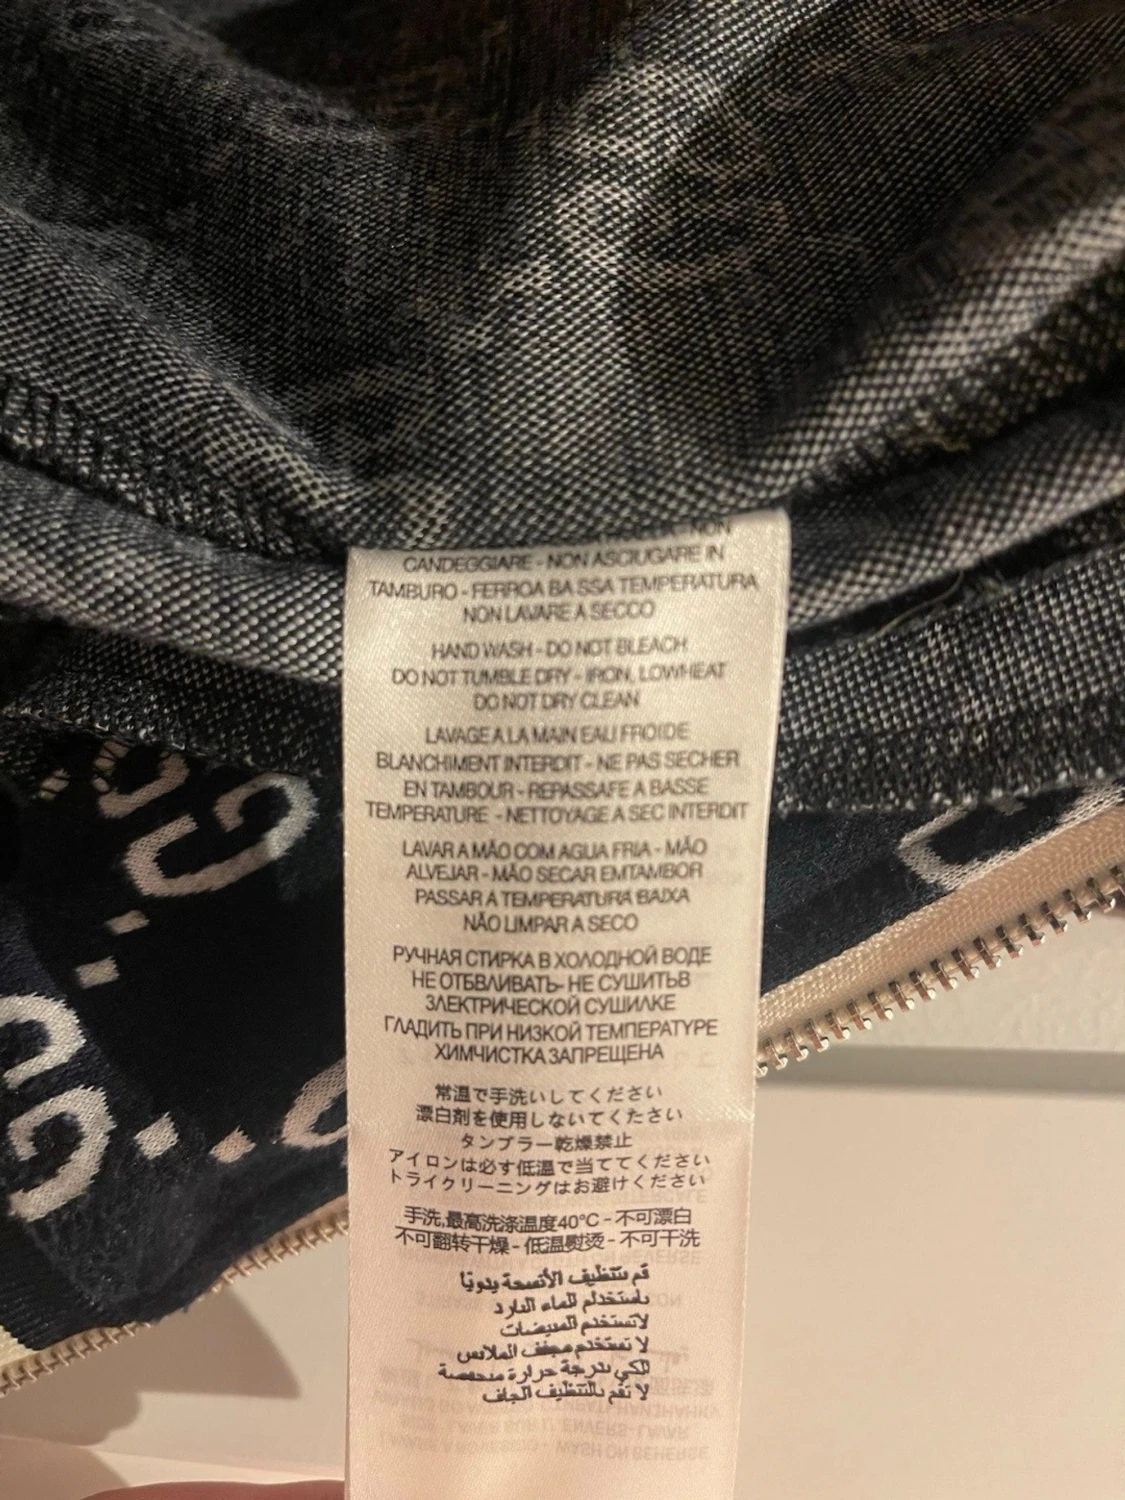 NON
CANDEGGIARE - NON ASCIUGARE IN
TAMBURO - FERROA BA SSA TEMPERATURA
NON LAVARE A SECCO
HAND WASH - DO NOT BLEACH
DO NOT TUMBLE DRY - IRON, LOWHEAT
DO NOT DRY CLEAN
LAVAGE A LA MAIN EAU FROIDE
BLANCHIMENT INTERDIT - NE PAS SECHER
EN TAMBOUR - REPASSAFE A BASSE
TEMPERATURE - NETTOYAGE A SEC INTERDIT
LAVAR A MÃO COM AGUA FRIA - MÃO
ALVEJAR - MÃO SECAR EMTAMBOR
PASSAR A TEMPERATURA BAIXA
NÃO LIMPAR A SECO
РУЧНАЯ СТИРКА В ХОЛОДНОЙ ВОДЕ
НЕ ОТБВЛИВАТЬ- НЕ СУШИТЬВ
ЗЛЕКТРИЧЕСКОЙ СУШИЛКЕ
ГЛАДИТЬ ПРИ НИЗКОЙ ТЕМПЕРАТУРЕ
ХИМЧИСТКА ЗАПРЕЩЕНА
常温で手洗いしてください
漂白剤を使用しないてください
タンブラー乾燥禁止
アイロンは必す低温で当ててください
トライクリーニングはお避けください
手洗,最高洗涤温度40°C - 不可漂白
不可翻转干燥 - 低温熨烫 - 不可干洗
قم بتنظيف الأنسحة يدويًا
باستخدام الماء البارد
لاتستخدم المبيضات
لا تستخدم مجفف الملابس
الكي بدرجة حرارة منخفضة
لا تقم بالتنظيف الجاف